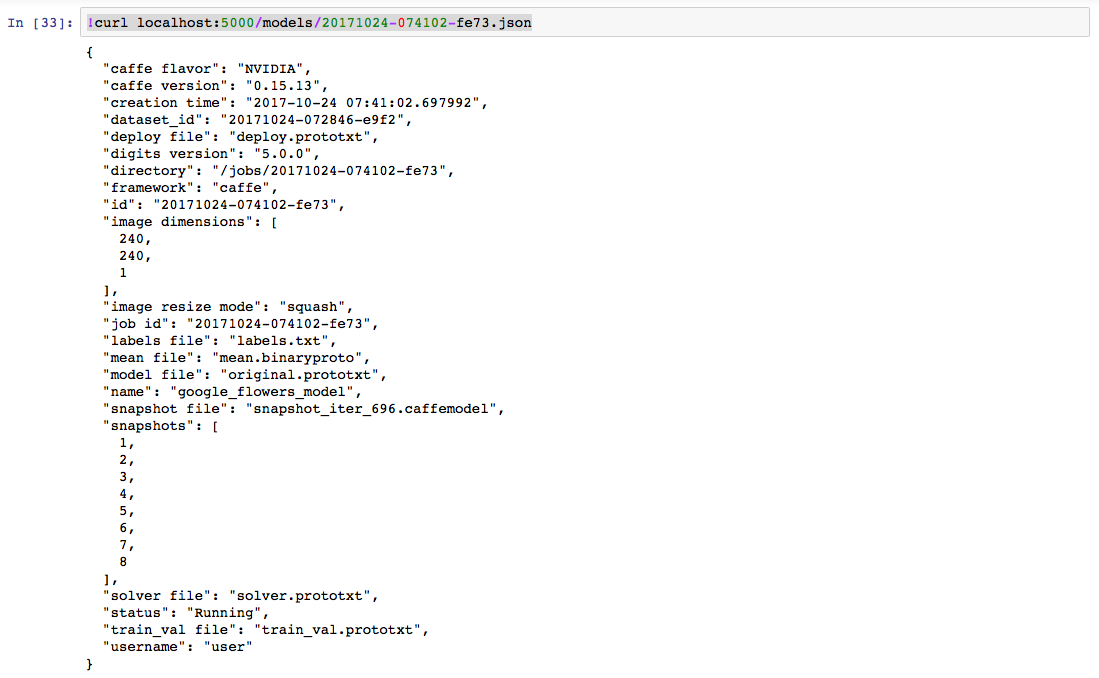 In [33]: !curl localhost:5000/models/20171024-074102-fe73.json
{
"caffe flavor": "NVIDIA",
"caffe version": "0.15.13",
"creation time": "2017-10-24 07:41:02.697992",
"dataset_id": "20171024-072846-e9f2",
"deploy file": "deploy.prototxt",
"digits version": "5.0.0",
"directory": "/jobs/20171024-074102-fe73",
"framework": "caffe",
"id": "20171024-074102-fe73",
"image dimensions": [
240,
240,
1
],
"image resize mode": "squash",
"job id": "20171024-074102-fe73",
"labels file": "labels.txt",
"mean file": "mean.binaryproto",
"model file": "original.prototxt",
"name": "google_flowers_model",
"snapshot file": "snapshot_iter_696.caffemodel",
"snapshots": [
1,
2,
3,
4,
5,
6,
7,
8
],
"solver file": "solver.prototxt",
"status": "Running",
"train_val file": "train_val.prototxt",
"username": "user"
}